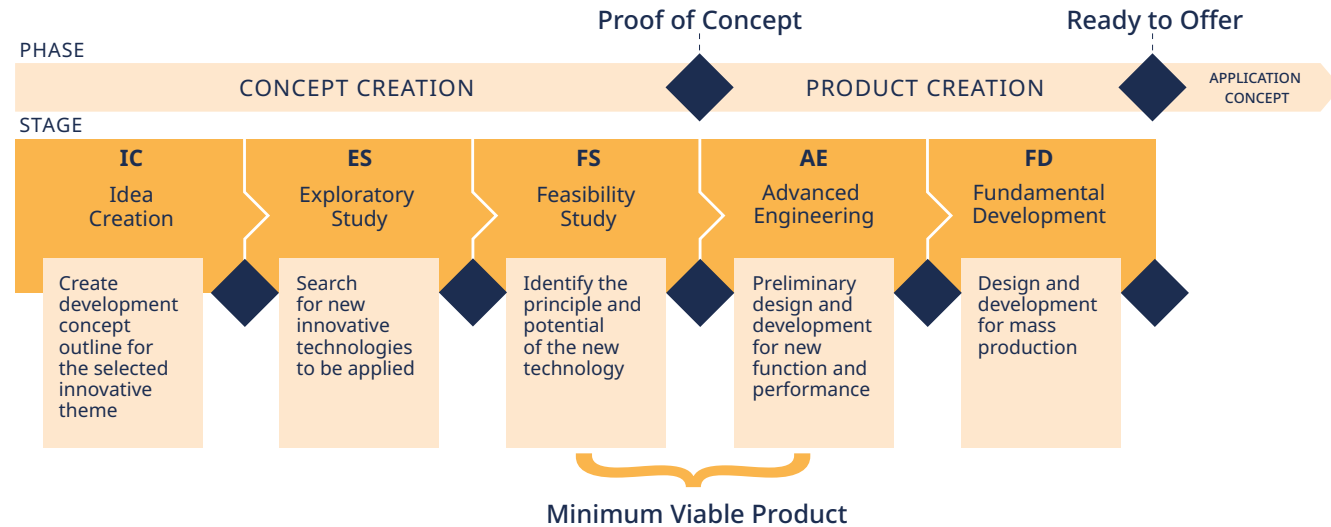 Proof of Concept
Ready to Offer
PHASE
CONCEPT CREATION
PRODUCT CREATION
APPLICATION
CONCEPT
STAGE
IC
Idea
Creation
ES
Exploratory
Study
FS
Feasibility
Study
AE
Advanced
Engineering
FD
Fundamental
Development
Create
development
concept
outline for
the selected
innovative
theme
Search
for new
innovative
technologies
to be applied
Identify the
principle and
potential
of the new
technology
Preliminary
design and
development
for new
function and
performance
Design and
development
for mass
production
Minimum Viable Product